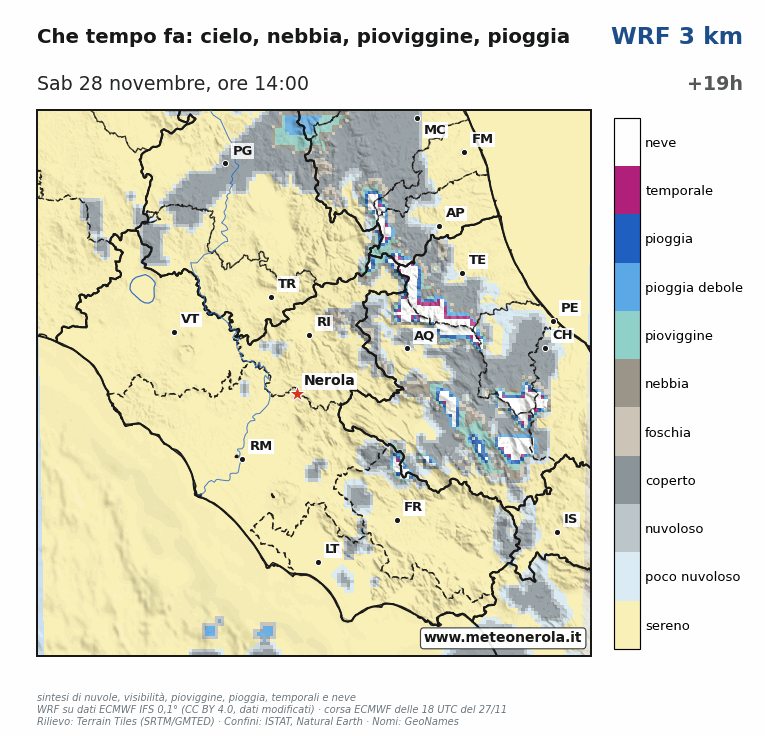 Che tempo fa: cielo, nebbia, pioviggine, pioggia
WRF 3 km
Sab 28 novembre, ore 14:00
+19h
MC
FM
PG
AP
TE
TR
PE
VT
RI
AQ
CH
Nerola
RM
FR
IS
LT
www.meteonerola.it
neve
temporale
pioggia
pioggia debole
pioviggine
nebbia
foschia
coperto
nuvoloso
poco nuvoloso
sereno
sintesi di nuvole, visibilità, pioviggine, pioggia, temporali e neve
WRF su dati ECMWF IFS 0,1° (CC BY 4.0, dati modificati) · corsa ECMWF delle 18 UTC del 27/11
Rilievo: Terrain Tiles (SRTM/GMTED) · Confini: ISTAT, Natural Earth · Nomi: GeoNames